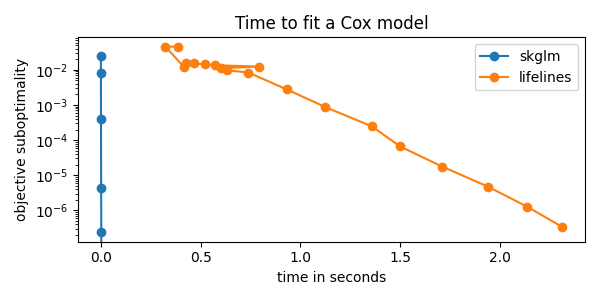 Time to fit a Cox model
objective suboptimality
10⁻²
10⁻³
10⁻⁴
10⁻⁵
10⁻⁶
skglm
lifelines
0.0 0.5 1.0 1.5 2.0
time in seconds